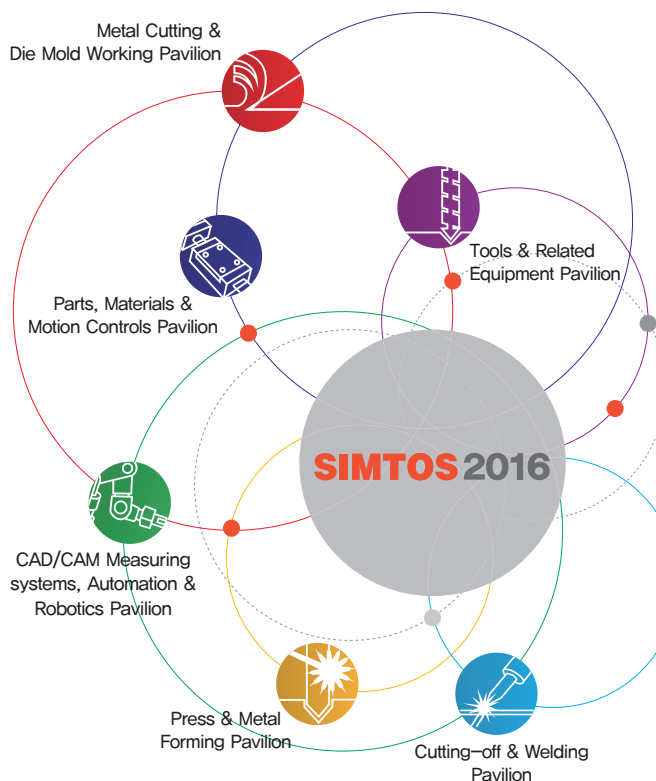 Metal Cutting &
Die Mold Working Pavilion
Tools & Related
Equipment Pavilion
Parts, Materials &
Motion Controls Pavilion
SIMTOS 2016
CAD/CAM Measuring
systems, Automation &
Robotics Pavilion
Press & Metal
Forming Pavilion
Cutting-off & Welding
Pavilion